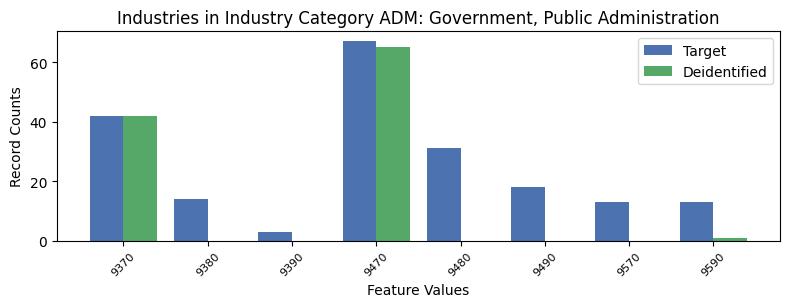 Industries in Industry Category ADM: Government, Public Administration
Target
Deidentified
Record Counts
60
40
20
0
9370 9380 9390 9470 9480 9490 9570 9590
Feature Values